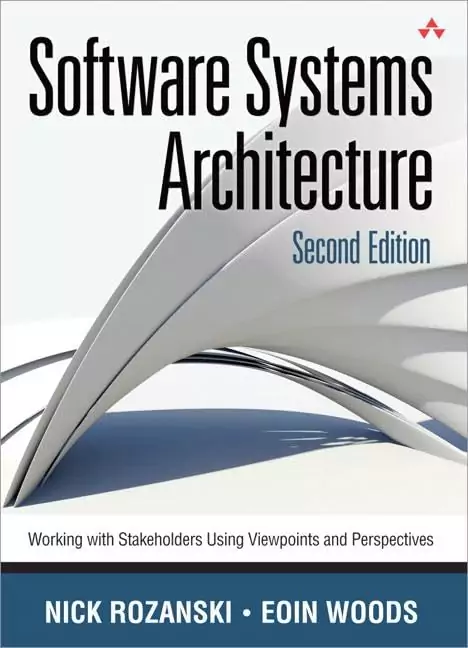 Software Systems
Architecture
Second Edition
Working with Stakeholders Using Viewpoints and Perspectives
NICK ROZANSKI • EOIN WOODS